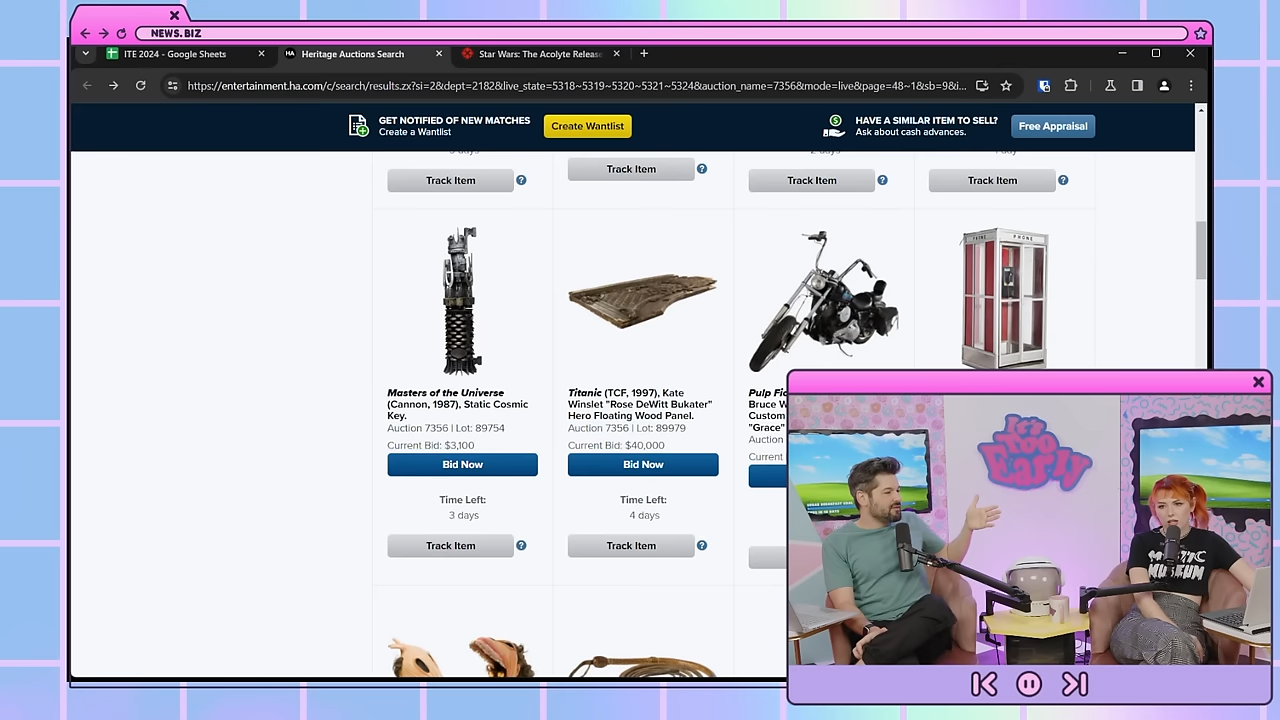 NEWS.BIZ
ITE 2024 - Google Sheets
HA
Heritage Auctions Search
Star Wars: The Acolyte Release
https://entertainment.ha.com/c/search/results.zx?si=2&dept=2182&live_state=5318~5319~5320~5321~5324&auction_name=7356&mode=live&page=48~1&sb=9&i...
GET NOTIFIED OF NEW MATCHES
Create a Wantlist
Create Wantlist
HAVE A SIMILAR ITEM TO SELL?
Ask about cash advances.
Free Appraisal
Track Item ?
Track Item ?
Track Item ?
Track Item ?
PHONE
Masters of the Universe
(Cannon, 1987), Static Cosmic
Key.
Auction 7356 | Lot: 89754
Current Bid: $3,100
Bid Now
Time Left:
3 days
Track Item ?
Titanic (TCF, 1997), Kate
Winslet "Rose DeWitt Bukater"
Hero Floating Wood Panel.
Auction 7356 | Lot: 89979
Current Bid: $40,000
Bid Now
Time Left:
4 days
Track Item ?
Pulp Fic
Bruce W
Custom
"Grace"
Auction
Current
It's
Too
Early